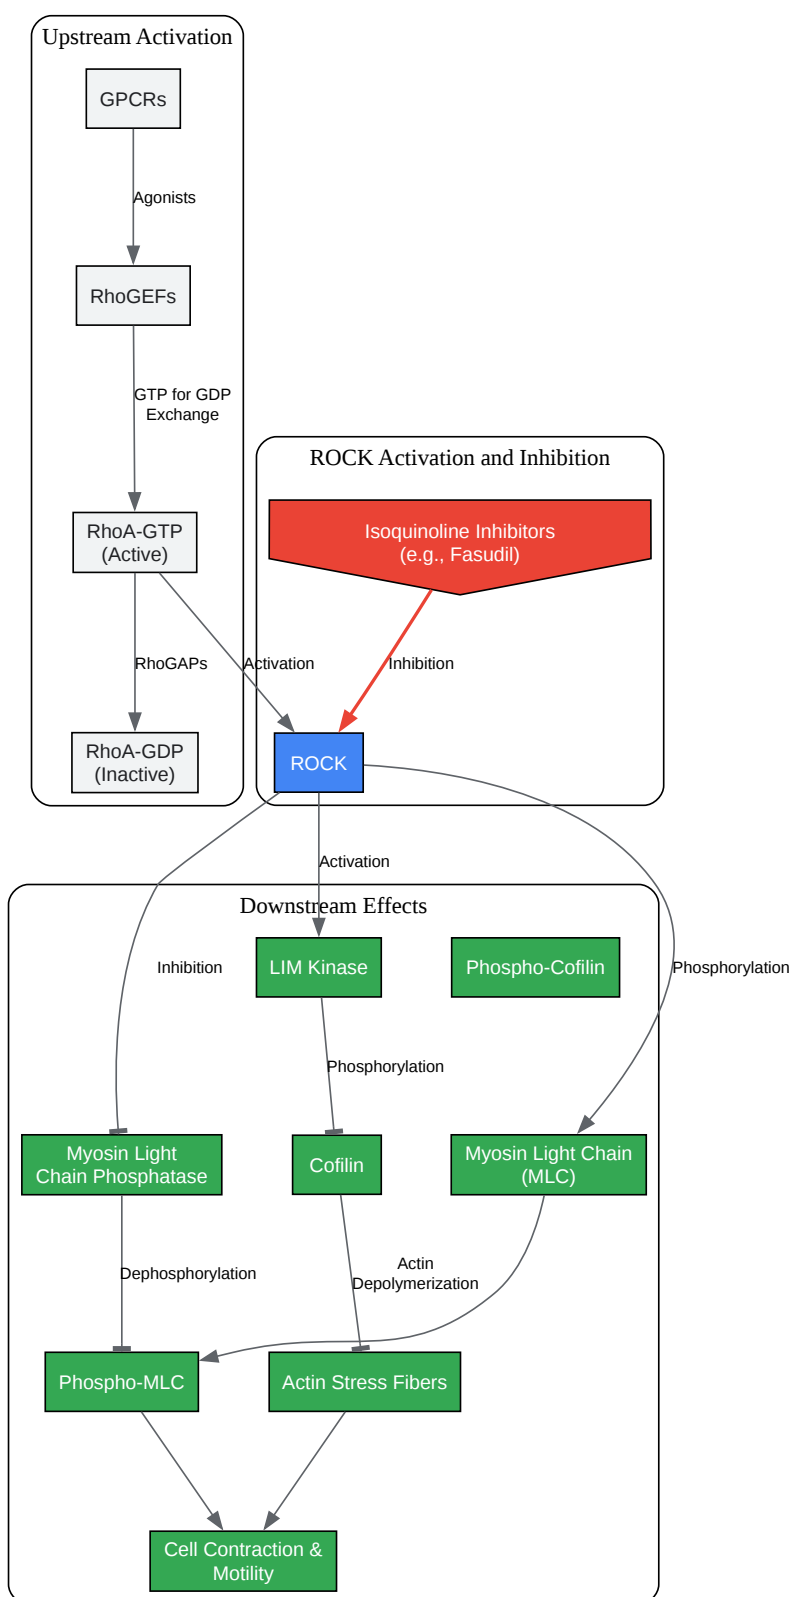 Upstream Activation
GPCRs
Agonists
RhoGEFs
GTP for GDP
Exchange
RhoA-GTP
(Active)
RhoGAPs
RhoA-GDP
(Inactive)
ROCK Activation and Inhibition
Isoquinoline Inhibitors
(e.g., Fasudil)
Activation
Inhibition
ROCK
Activation
Downstream Effects
Inhibition
LIM Kinase
Phospho-Cofilin
Phosphorylation
Phosphorylation
Myosin Light
Chain Phosphatase
Cofilin
Myosin Light Chain
(MLC)
Dephosphorylation
Actin
Depolymerization
Phospho-MLC
Actin Stress Fibers
Cell Contraction &
Motility